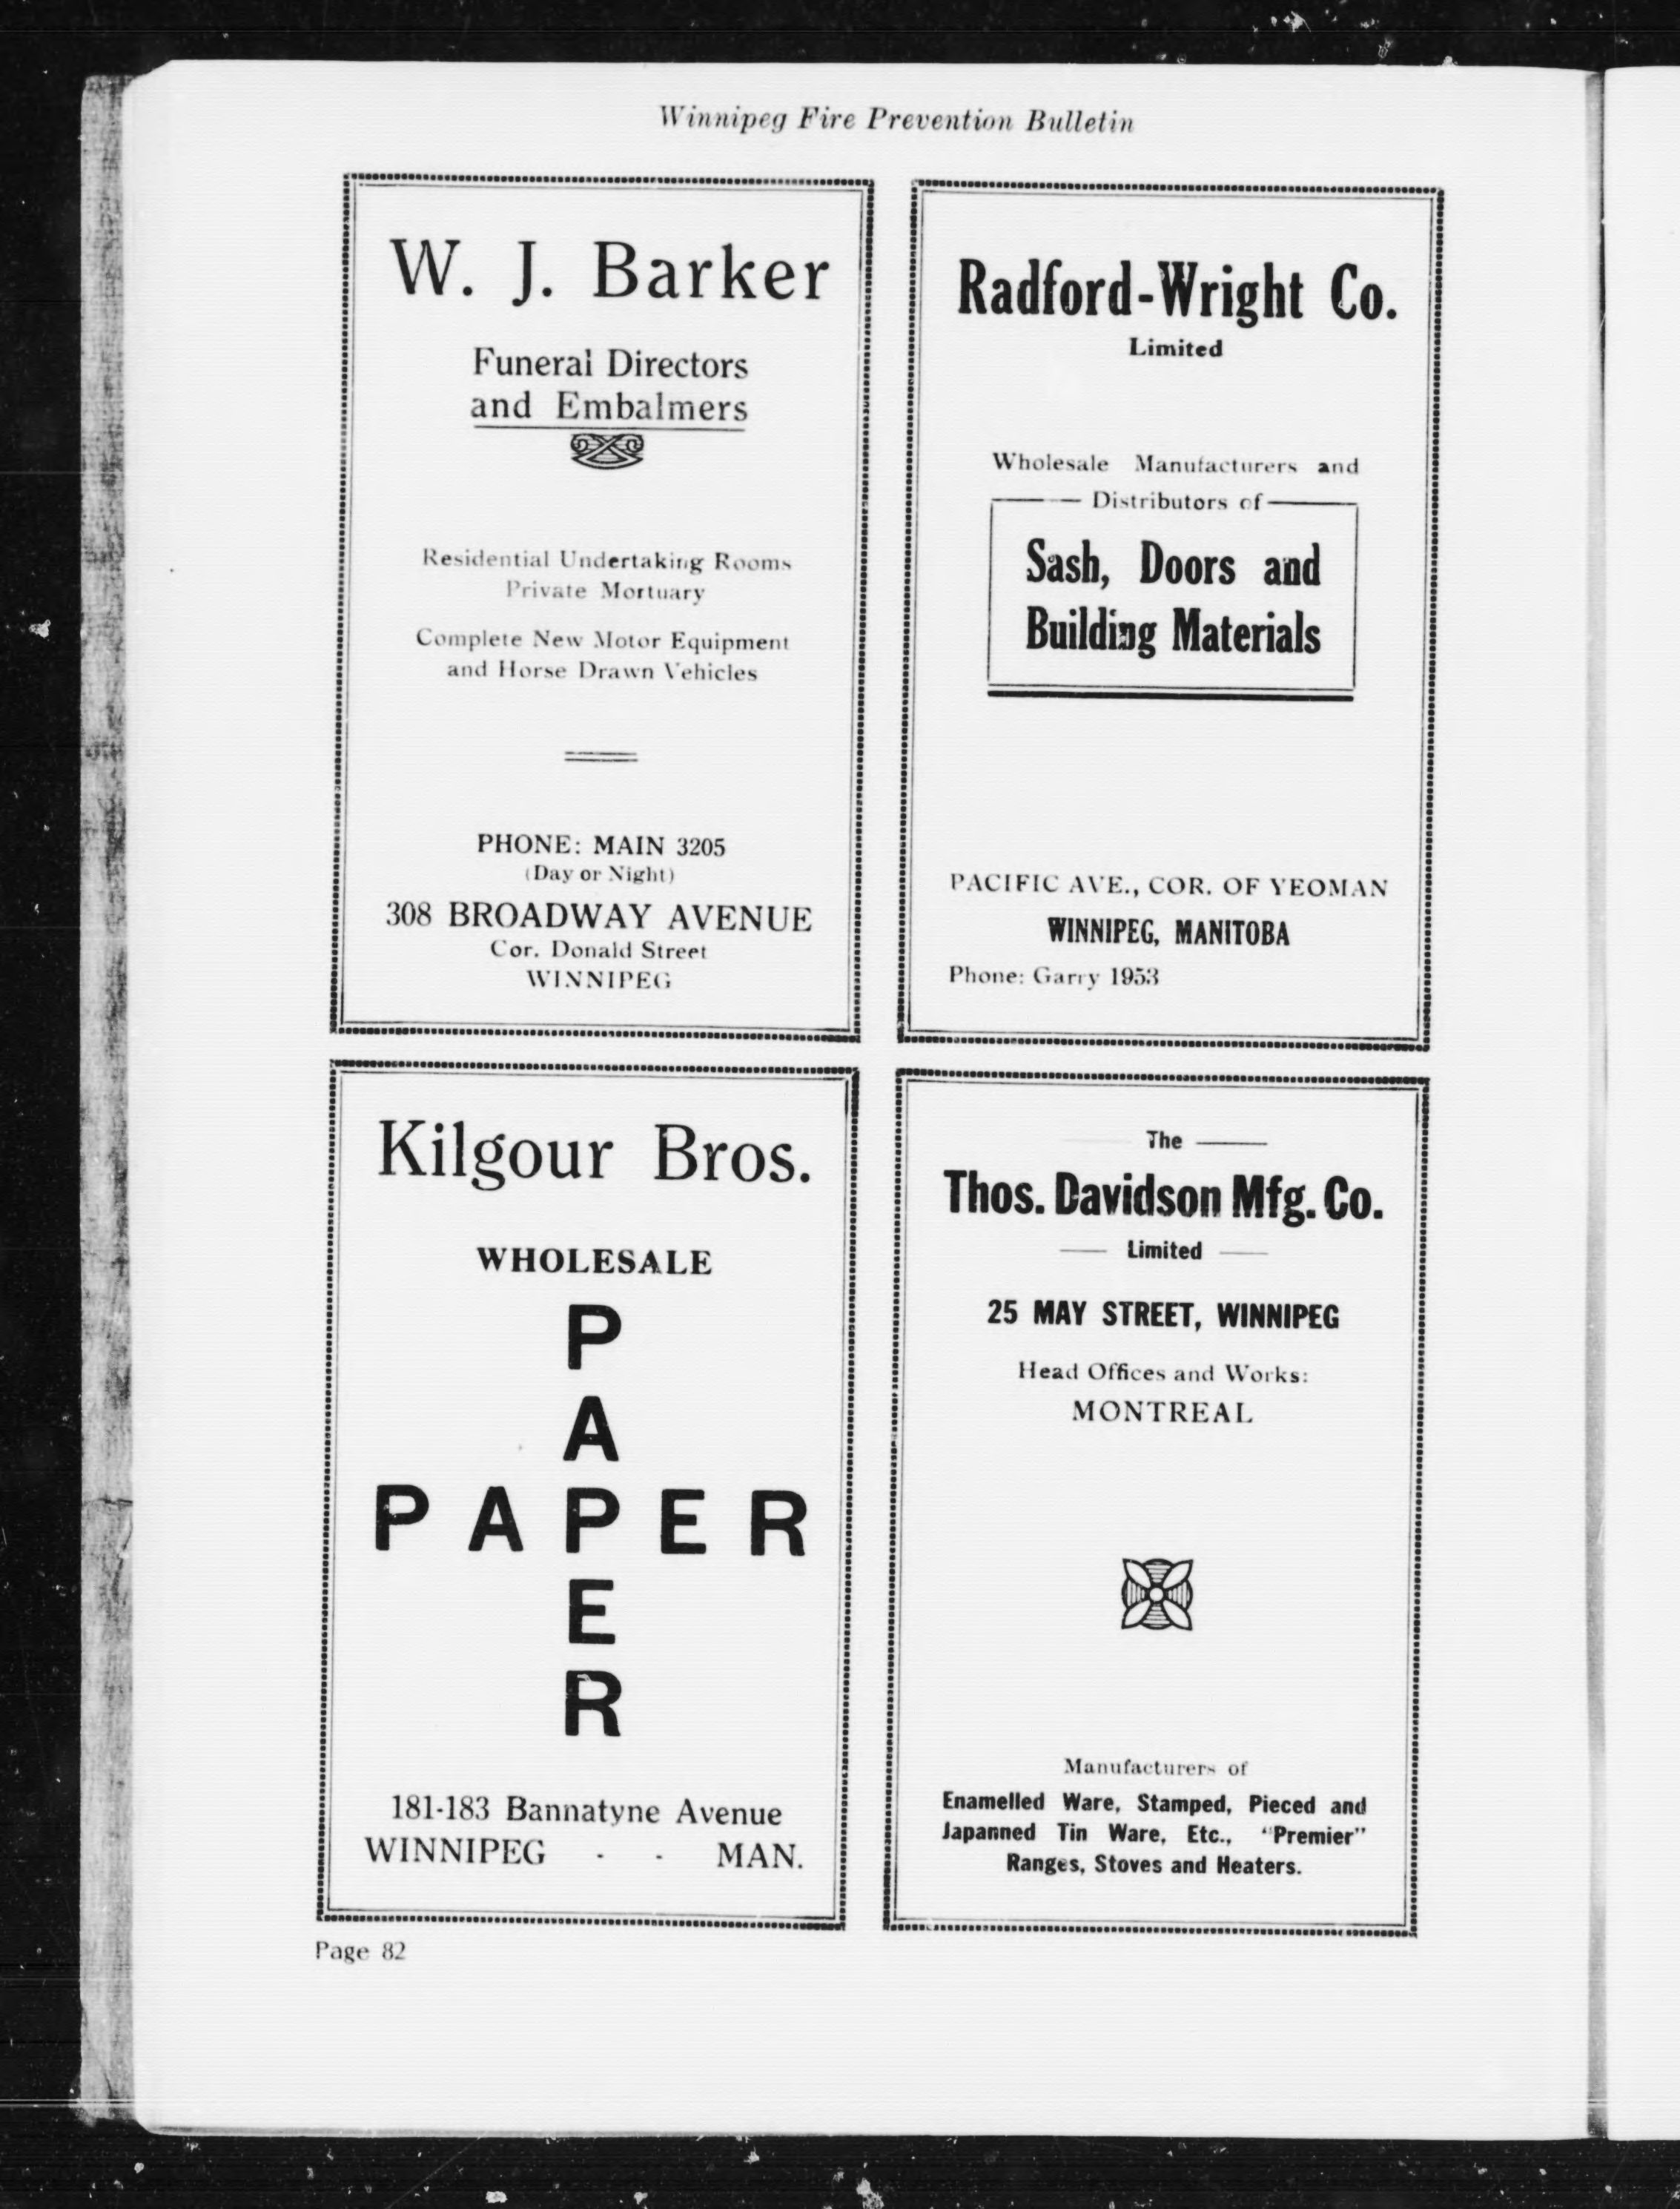 Winnipeg Fire Prevention Bulletin
W. J. Barker
Funeral Directors
and Embalmers
Residential Undertaking Rooms
Private Mortuary
Complete New Motor Equipment
and Horse Drawn Vehicles
PHONE: MAIN 3205
(Day or Night)
308 BROADWAY AVENUE
Cor. Donald Street
WINNIPEG
Radford-Wright Co.
Limited
Wholesale Manufacturers and
Distributors of
Sash, Doors and
Building Materials
PACIFIC AVE., COR. OF YEOMAN
WINNIPEG, MANITOBA
Phone: Garry 1953
Kilgour Bros.
WHOLESALE
P
A
P A P E R
E
R
181-183 Bannatyne Avenue
WINNIPEG - - MAN.
The
Thos. Davidson Mfg. Co.
Limited
25 MAY STREET, WINNIPEG
Head Offices and Works:
MONTREAL
Manufacturers of
Enamelled Ware, Stamped, Pieced and
Japanned Tin Ware, Etc., "Premier"
Ranges, Stoves and Heaters.
Page 82